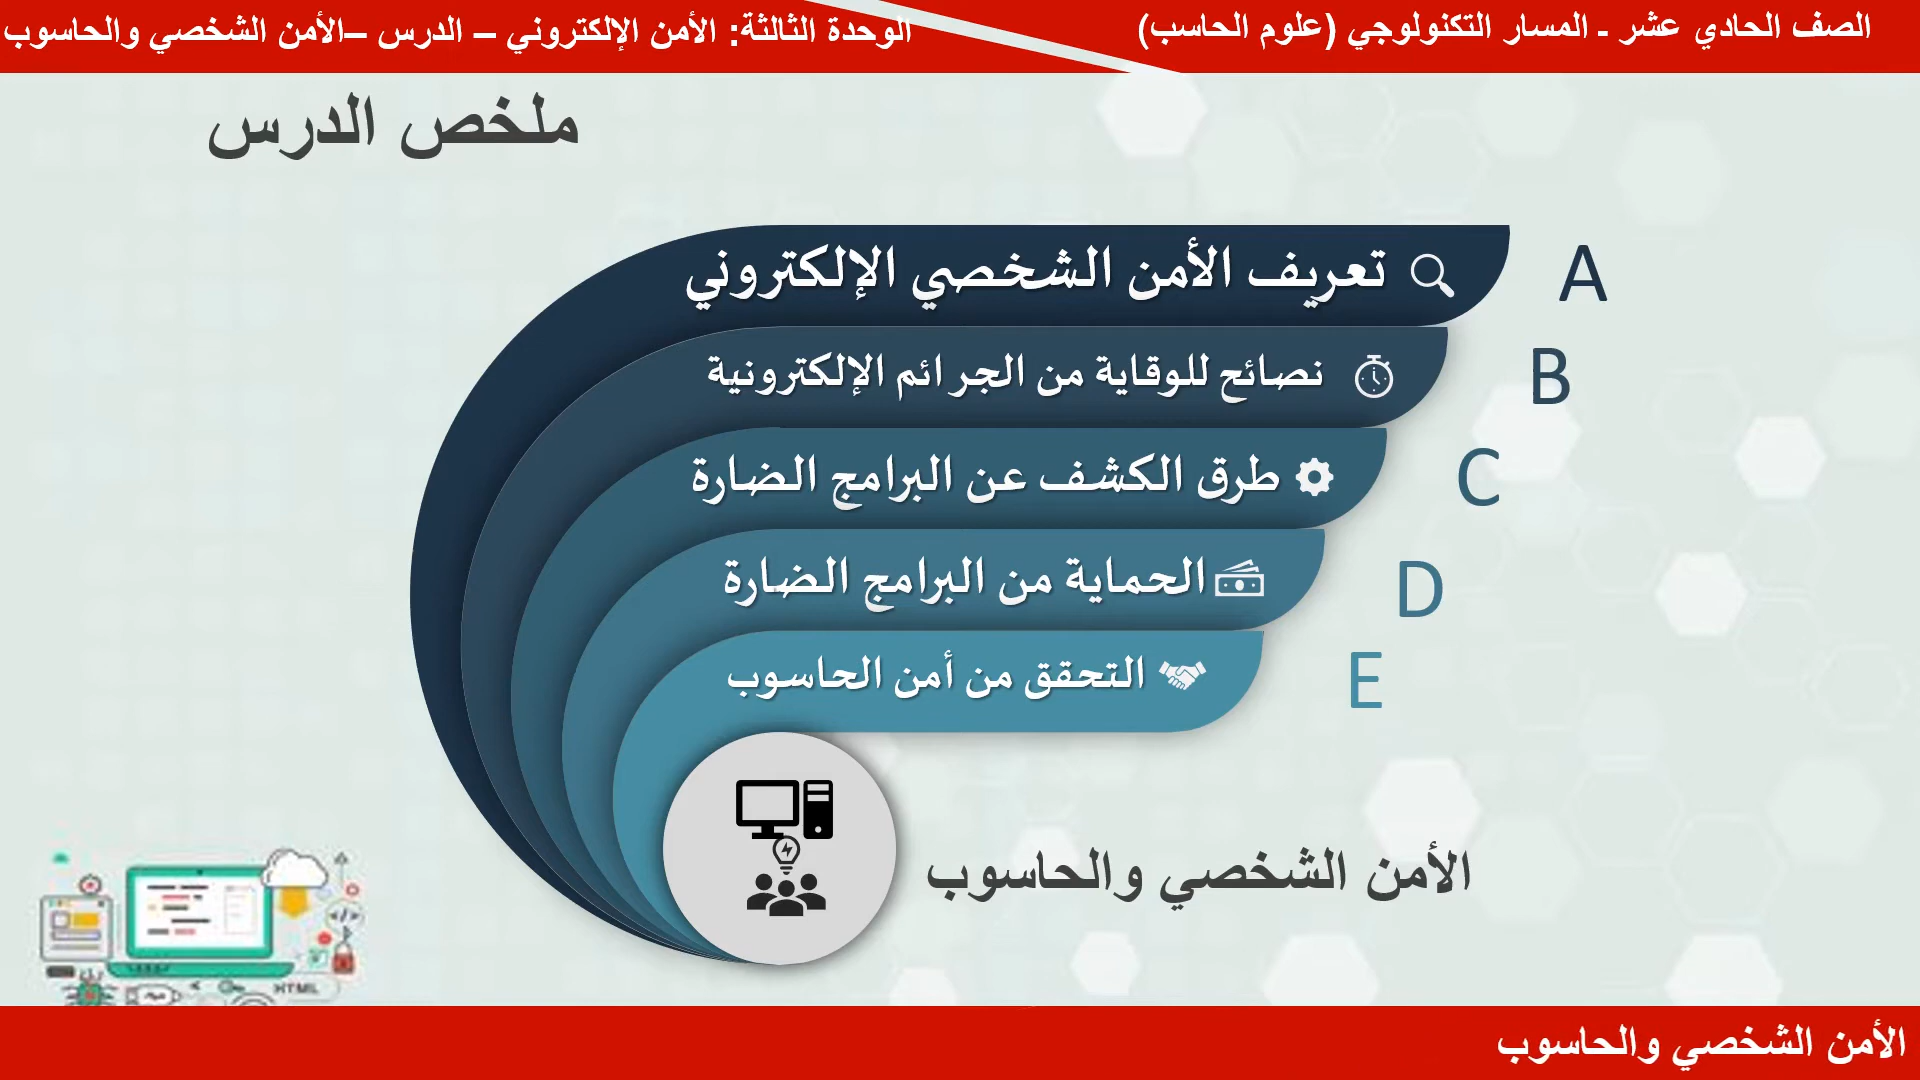 الصف الحادي عشر - المسار التكنولوجي (علوم الحاسب)
الوحدة الثالثة: الأمن الإلكتروني – الدرس –الأمن الشخصي والحاسوب
ملخص الدرس
A تعريف الأمن الشخصي الإلكتروني
B نصائح للوقاية من الجرائم الإلكترونية
C طرق الكشف عن البرامج الضارة
D الحماية من البرامج الضارة
E التحقق من أمن الحاسوب
الأمن الشخصي والحاسوب
</>
HTML
الأمن الشخصي والحاسوب